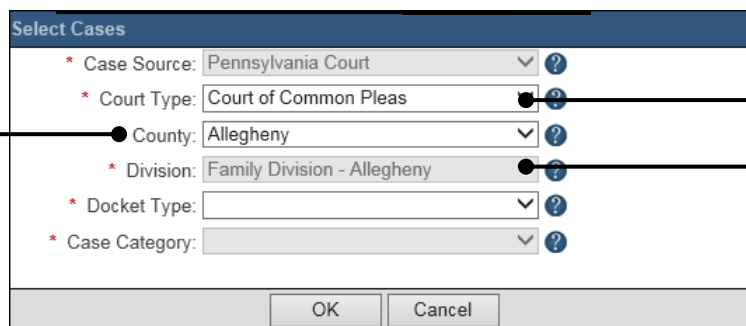 Select Cases
* Case Source: Pennsylvania Court ?
* Court Type: Court of Common Pleas ?
County: Allegheny ?
* Division: Family Division - Allegheny ?
* Docket Type: ?
* Case Category: ?
OK Cancel